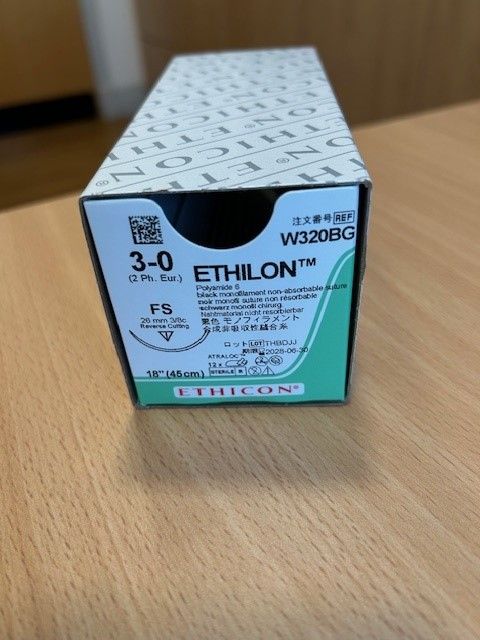 ETHICON®
注文番号 REF
W320BG
3-0
(2 Ph. Eur.)
ETHILON™
Polyamide 6
black monofilament non-absorbable suture
noir monofil suture non résorbable
schwarz monofil chirurg.
Nahtmaterial nicht resorbierbar
黒色 モノフィラメント
合成非吸収性縫合糸
FS
26 mm 3/8c
Reverse Cutting
ロット LOT THBDJJ
期限 2028-06-30
ATRALOC
12 x
STERILE R
18" (45 cm)
ETHICON®